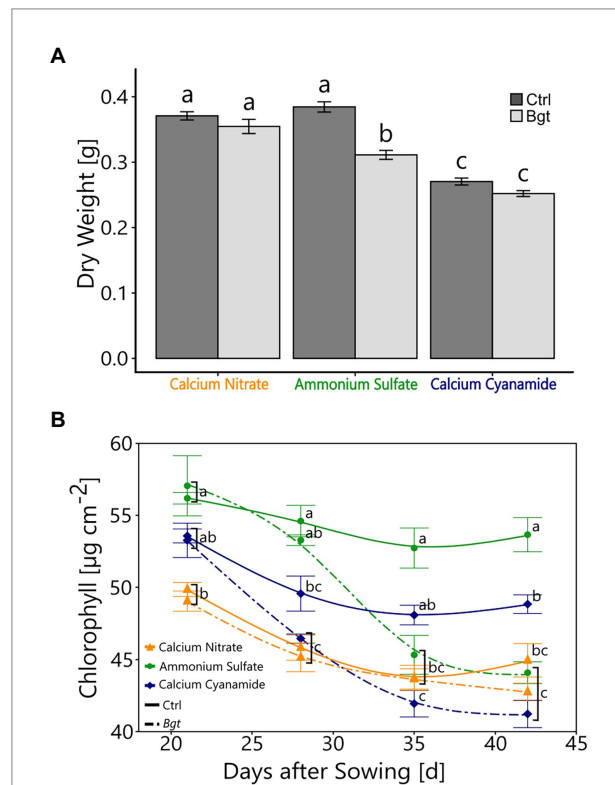 A
a
a
a
b
c
c
Ctrl
Bgt
Dry Weight [g]
0.4
0.3
0.2
0.1
0.0
Calcium Nitrate
Ammonium Sulfate
Calcium Cyanamide
B
Chlorophyll [µg cm-2]
60
55
50
45
40
a
a
ab
a
a
ab
bc
ab
b
b
c
bc
c
bc
c
Calcium Nitrate
Ammonium Sulfate
Calcium Cyanamide
Ctrl
Bgt
20
25
30
35
40
45
Days after Sowing [d]